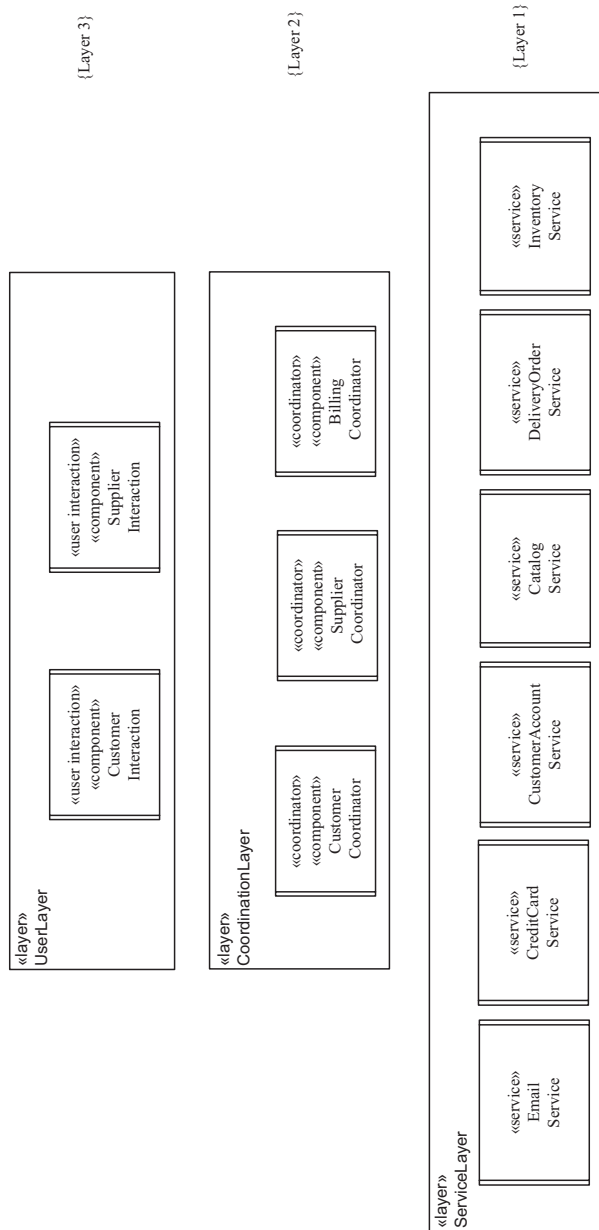 «layer»
UserLayer
«user interaction»
«component»
Customer
Interaction
«user interaction»
«component»
Supplier
Interaction
{Layer 3}
«layer»
CoordinationLayer
«coordinator»
«component»
Customer
Coordinator
«coordinator»
«component»
Supplier
Coordinator
«coordinator»
«component»
Billing
Coordinator
{Layer 2}
«layer»
ServiceLayer
«service»
Email
Service
«service»
CreditCard
Service
«service»
CustomerAccount
Service
«service»
Catalog
Service
«service»
DeliveryOrder
Service
«service»
Inventory
Service
{Layer 1}